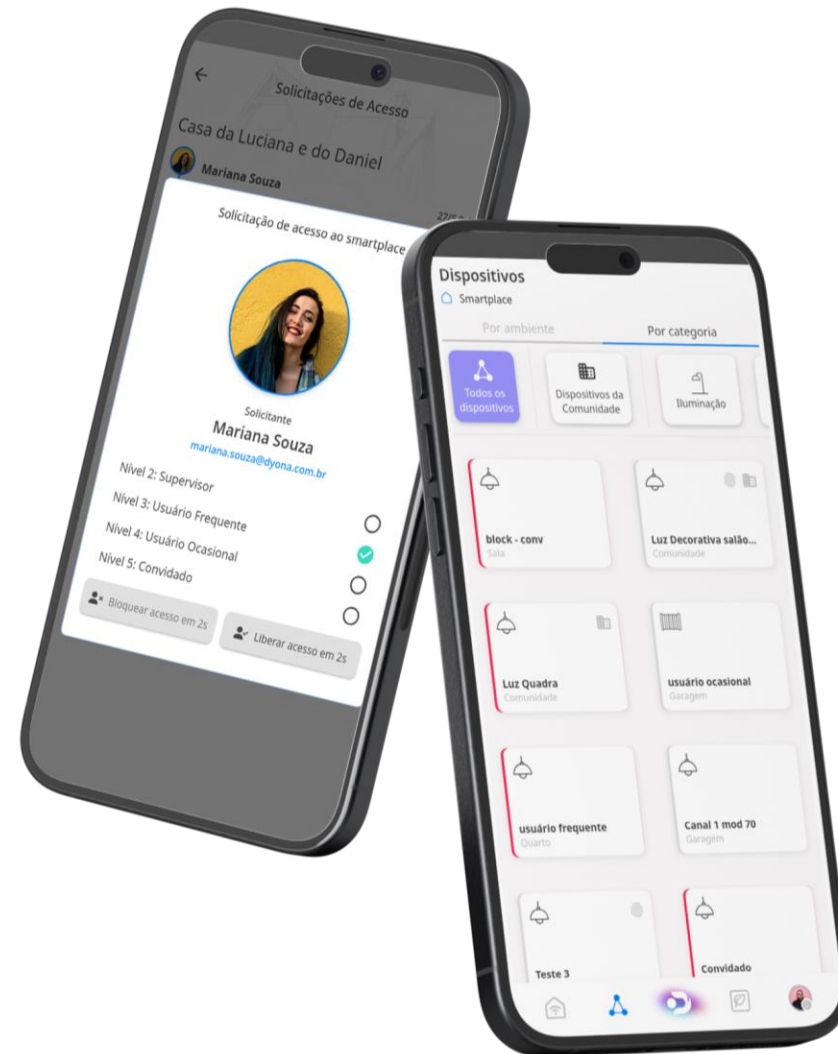 Solicitações de Acesso
Casa da Luciana e do Daniel
Mariana Souza
Solicitação de acesso ao smartplace
Solicitante
Mariana Souza
mariana.souza@dyona.com.br
Nível 2: Supervisor
Nível 3: Usuário Frequente
Nível 4: Usuário Ocasional
Nível 5: Convidado
Bloquear acesso em 2s
Liberar acesso em 2s
Dispositivos
Smartplace
Por ambiente
Por categoria
Todos os
dispositivos
Dispositivos da
Comunidade
Iluminação
block - conv
Sala
Luz Decorativa salão...
Comunidade
Luz Quadra
Comunidade
usuário ocasional
Garagem
usuário frequente
Quarto
Canal 1 mod 70
Garagem
Teste 3
Convidado